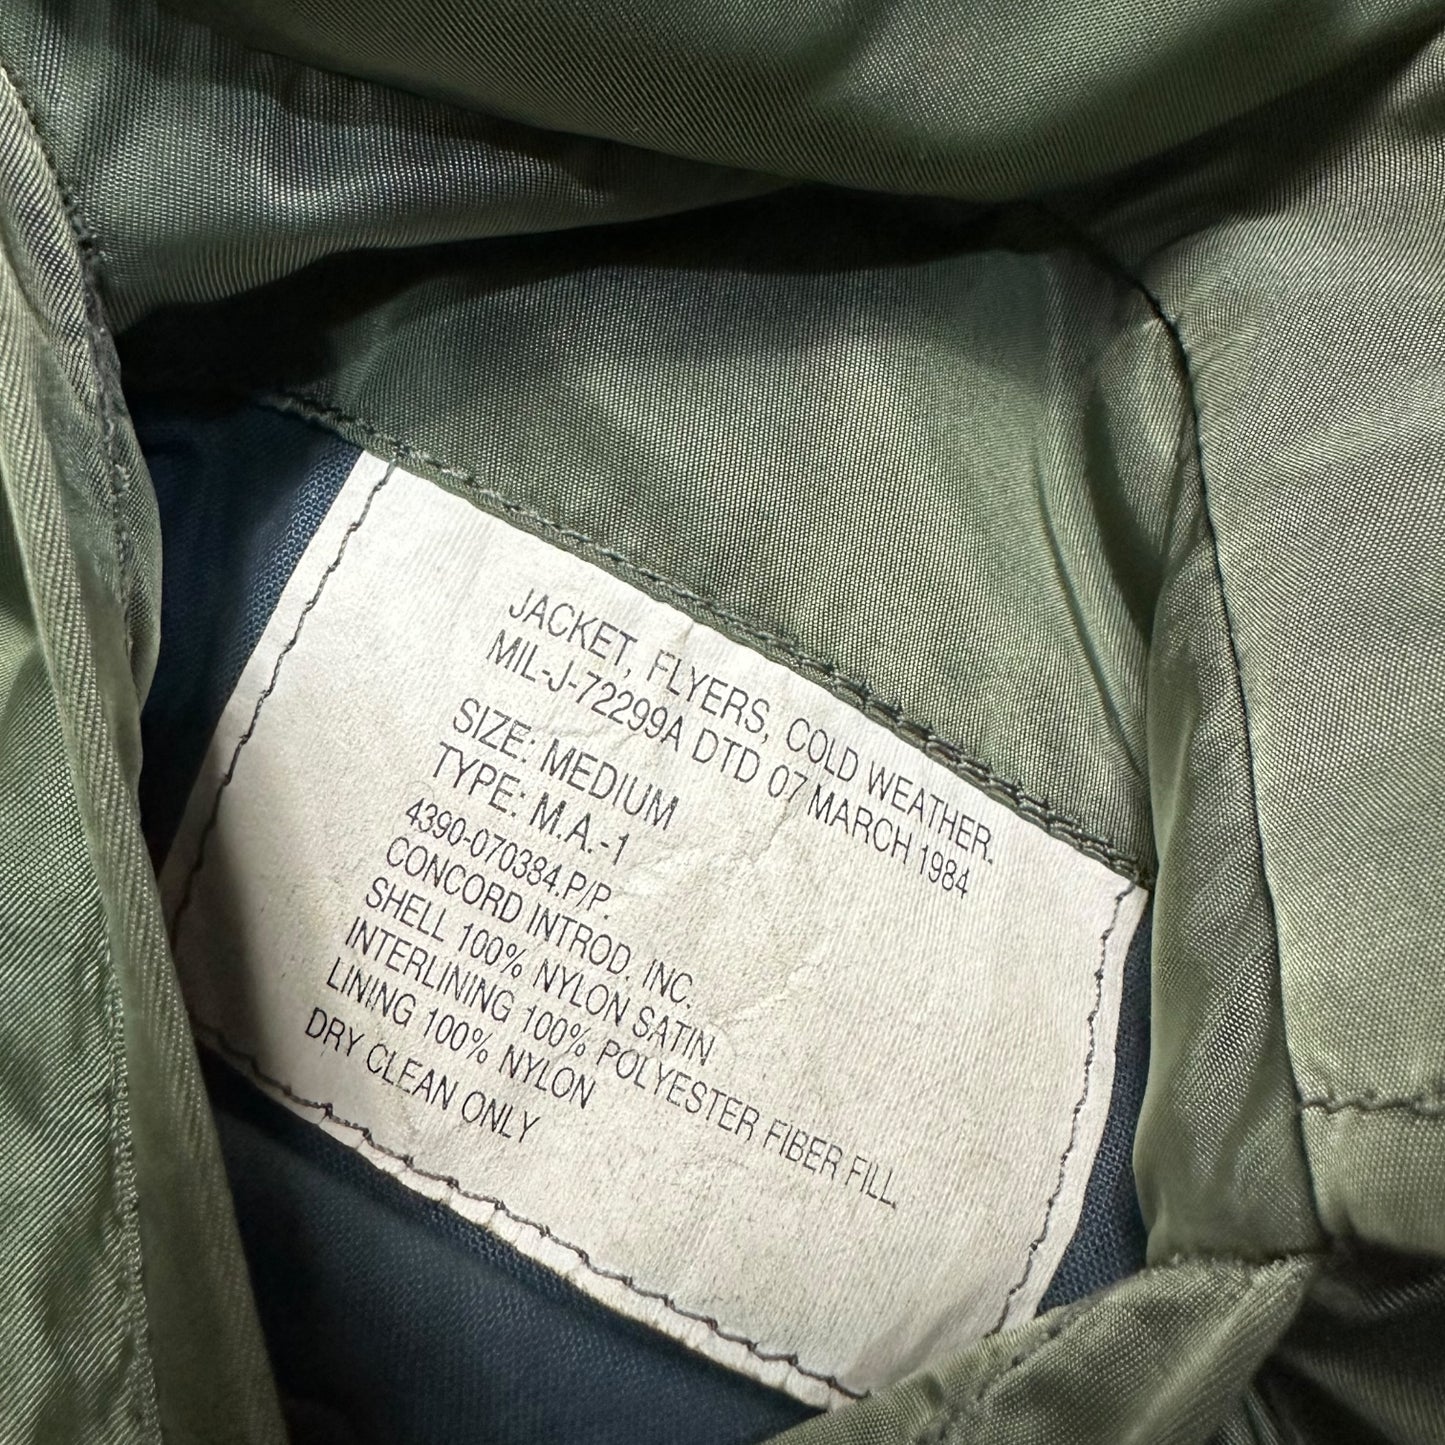 JACKET, FLYERS, COLD WEATHER.
MIL-J-72299A DTD 07 MARCH 1984
SIZE: MEDIUM
TYPE: M.A.-1
4390-070384.P/P.
CONCORD INTROD. INC.
SHELL 100% NYLON SATIN
INTERLINING 100% POLYESTER FIBER FILL.
LINING 100% NYLON
DRY CLEAN ONLY